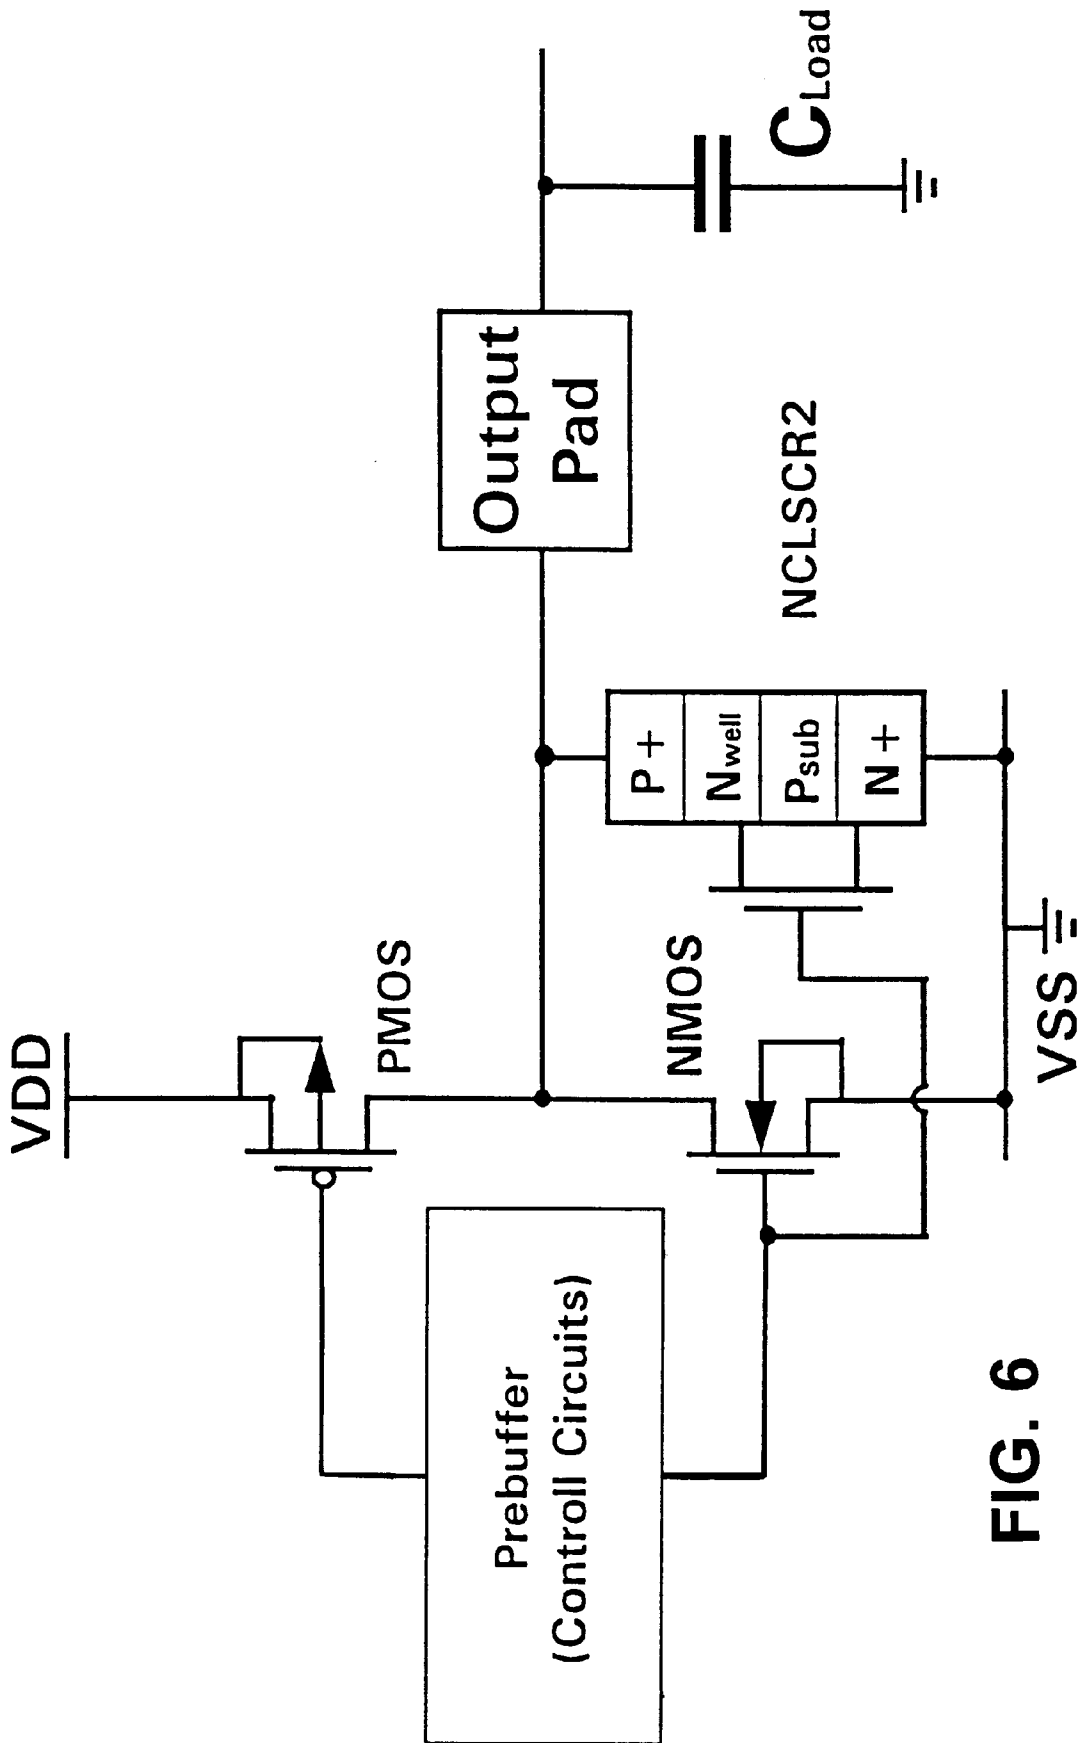 VDD
PMOS
Output
Pad
CLoad
Prebuffer
(Controll Circuits)
NMOS
P+
Nwell
Psub
N+
NCLSCR2
VSS
FIG. 6